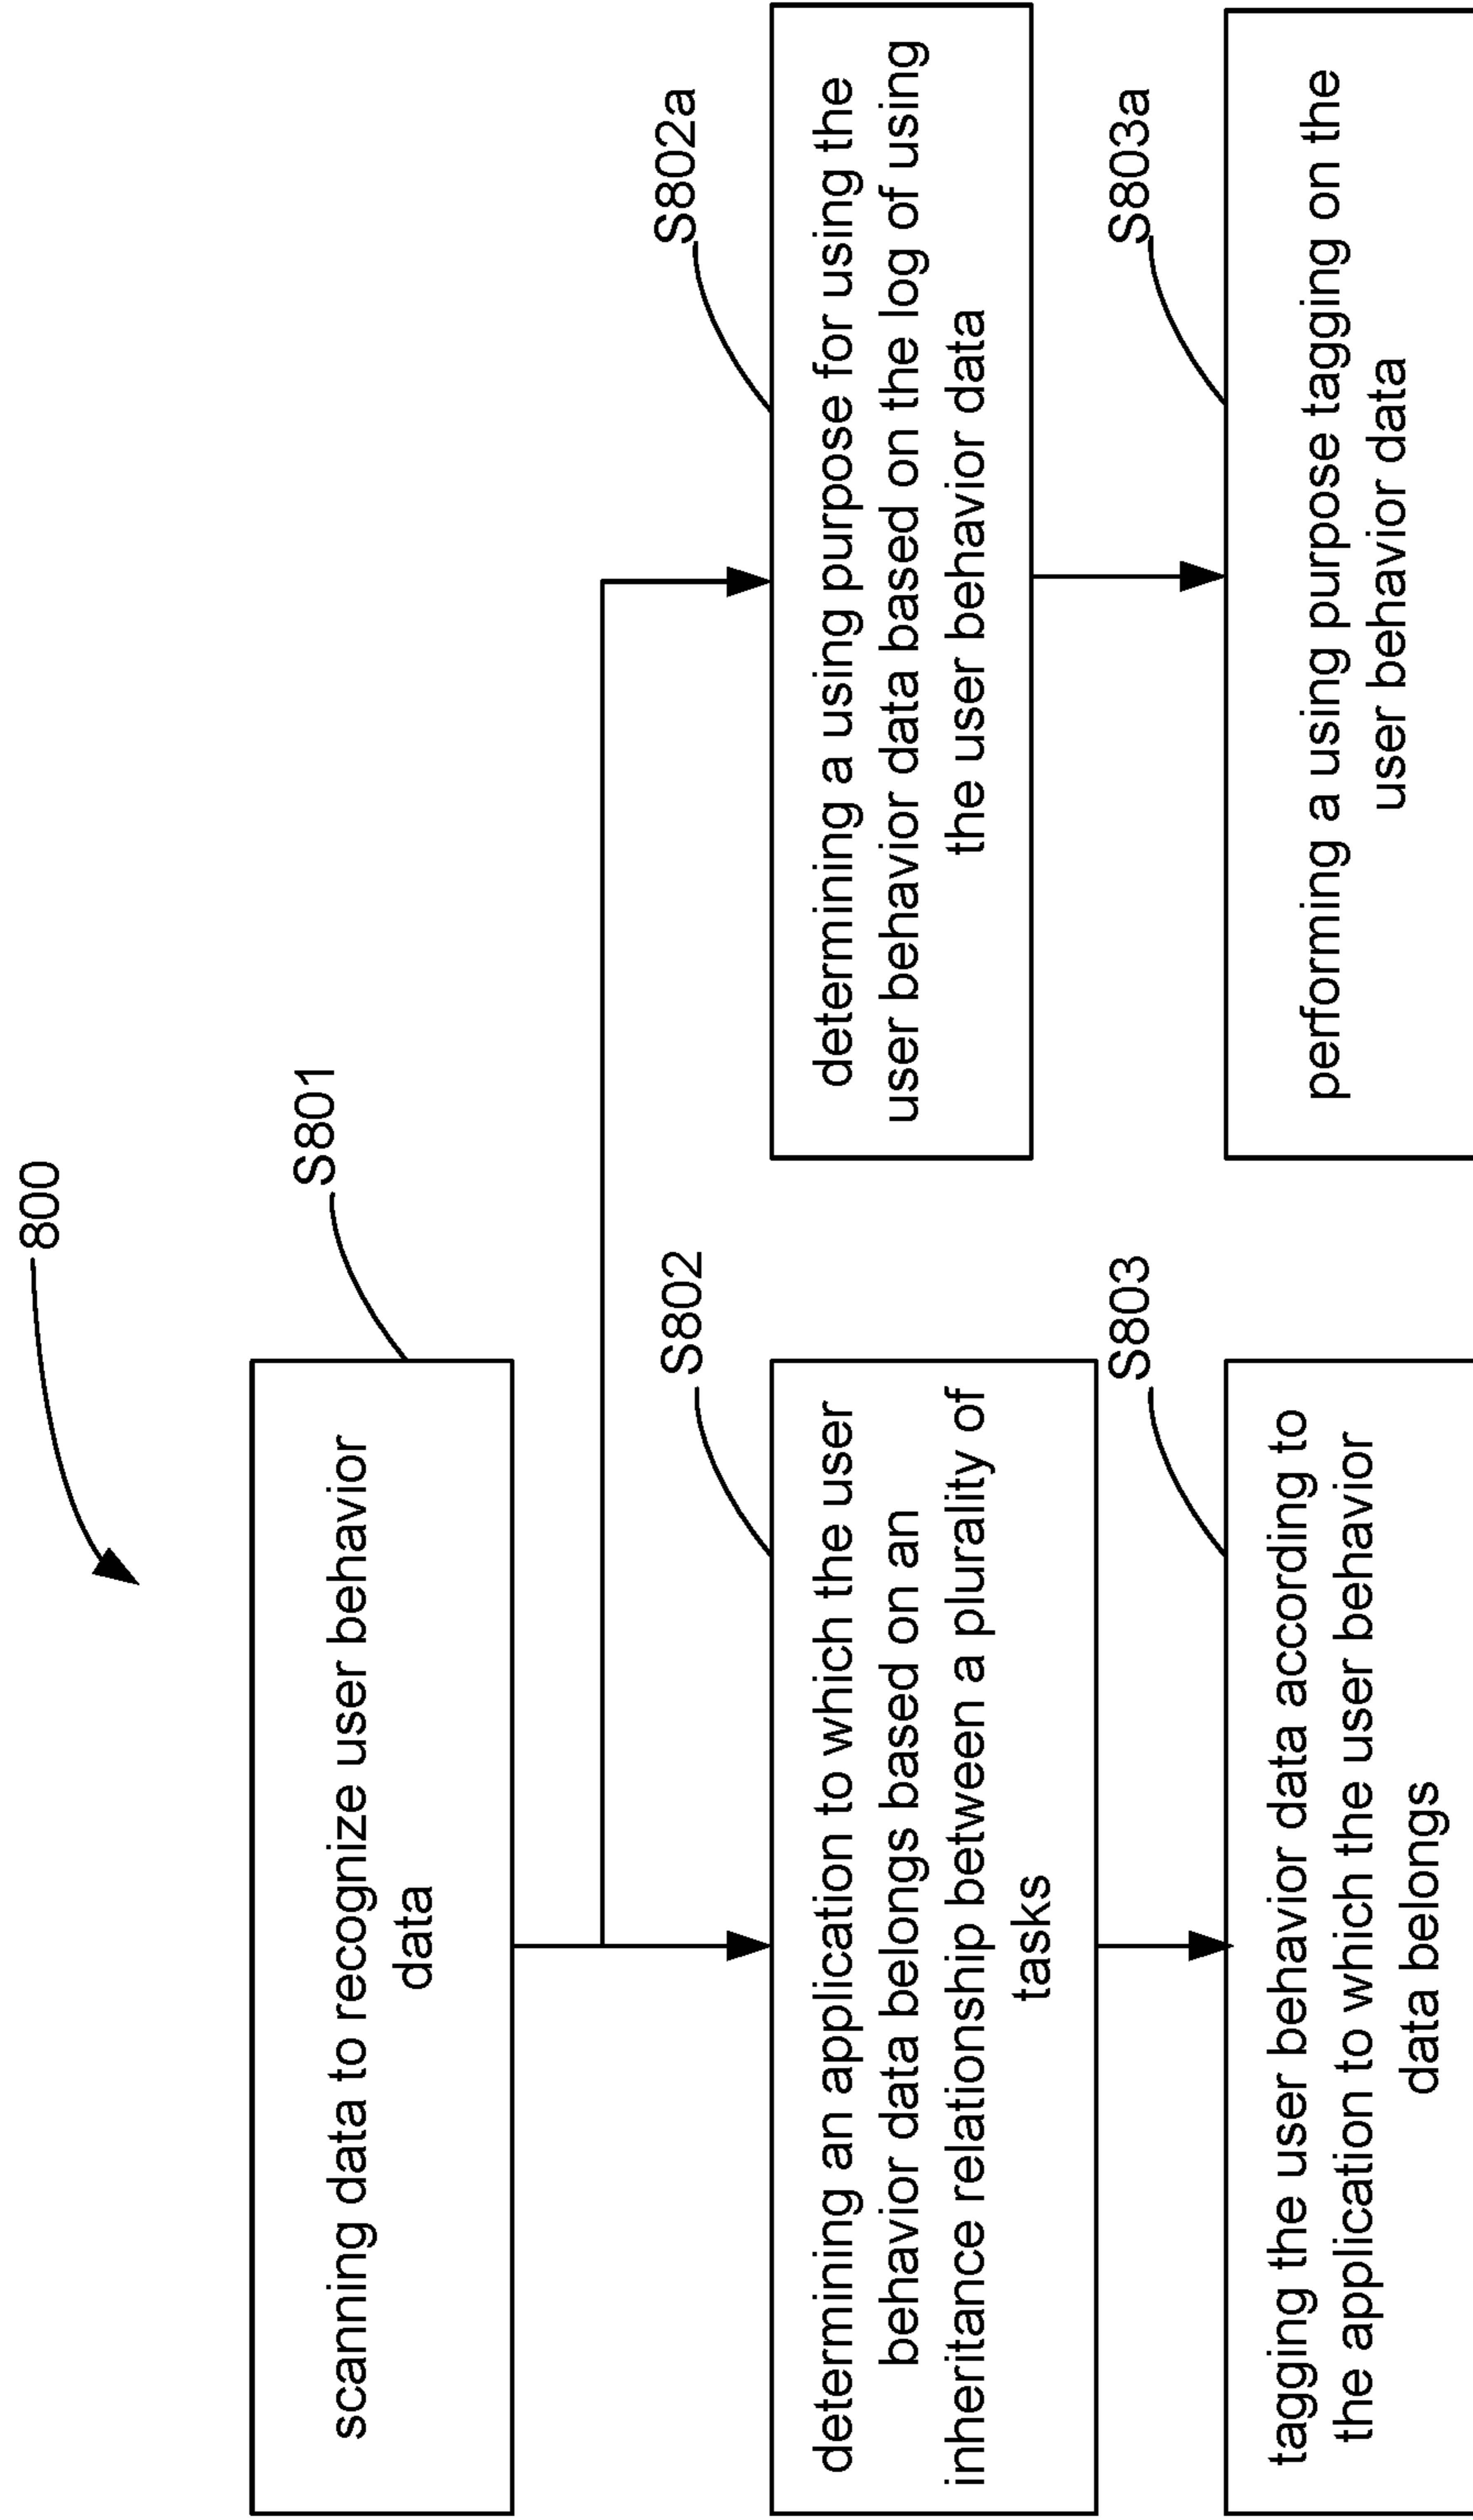 800
S801
scanning data to recognize user behavior
data
S802
determining an application to which the user
behavior data belongs based on an
inheritance relationship between a plurality of
tasks
S802a
determining a using purpose for using the
user behavior data based on the log of using
the user behavior data
S803
tagging the user behavior data according to
the application to which the user behavior
data belongs
S803a
performing a using purpose tagging on the
user behavior data